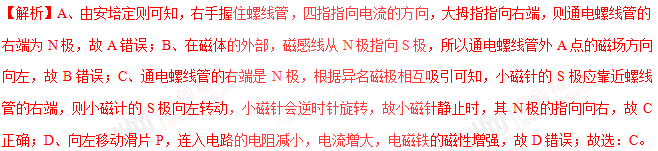 【解析】A、由安培定则可知，右手握住螺线管，四指指向电流的方向，大拇指指向右端，则通电螺线管的
右端为 N 极，故 A 错误；B、在磁体的外部，磁感线从 N 极指向 S 极，所以通电螺线管外 A 点的磁场方向
向左，故 B 错误；C、通电螺线管的右端是 N 极，根据异名磁极相互吸引可知，小磁针的 S 极应靠近螺线
管的右端，则小磁计的 S 极向左转动，小磁针会逆时针旋转，故小磁针静止时，其 N 极的指向向右，故 C
正确；D、向左移动滑片 P，连入电路的电阻减小，电流增大，电磁铁的磁性增强，故 D 错误；故选：C。